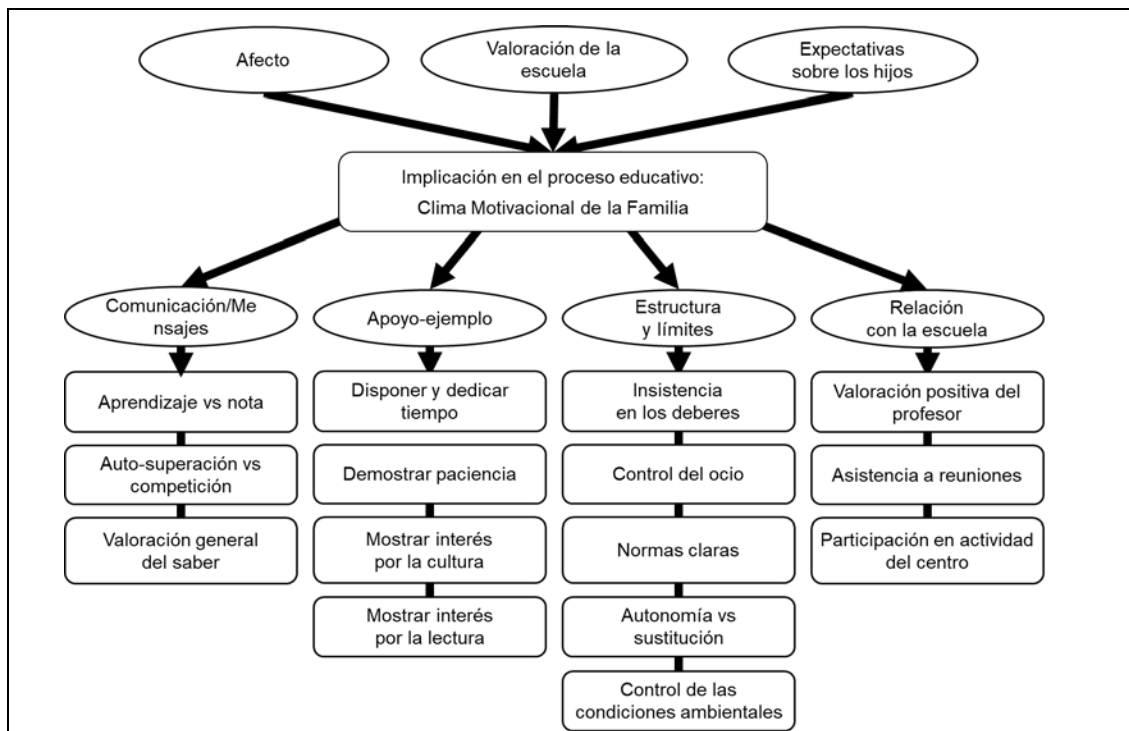 Afecto
Valoración de la
escuela
Expectativas
sobre los hijos
Implicación en el proceso educativo:
Clima Motivacional de la Familia
Comunicación/Me
nsajes
Apoyo-ejemplo
Estructura
y límites
Relación
con la escuela
Aprendizaje vs nota
Auto-superación vs
competición
Valoración general
del saber
Disponer y dedicar
tiempo
Demostrar paciencia
Mostrar interés
por la cultura
Mostrar interés
por la lectura
Insistencia
en los deberes
Control del ocio
Normas claras
Autonomía vs
sustitución
Control de las
condiciones ambientales
Valoración positiva del
profesor
Asistencia a reuniones
Participación en actividad
del centro